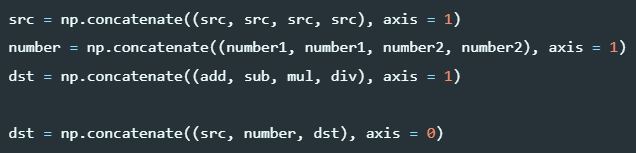 src = np.concatenate((src, src, src, src), axis = 1)
number = np.concatenate((number1, number1, number2, number2), axis = 1)
dst = np.concatenate((add, sub, mul, div), axis = 1)
dst = np.concatenate((src, number, dst), axis = 0)